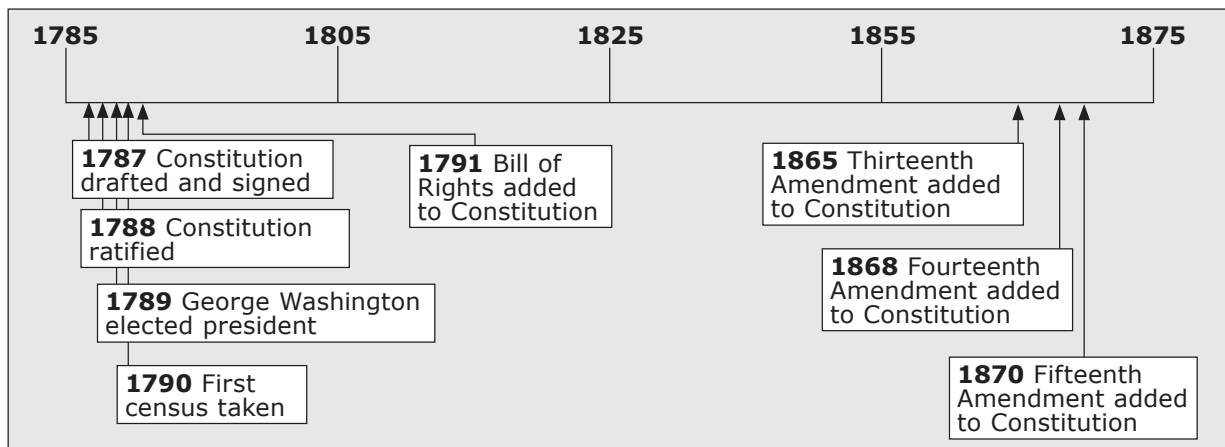 1785 1805 1825 1855 1875
1787 Constitution
drafted and signed
1788 Constitution
ratified
1789 George Washington
elected president
1790 First
census taken
1791 Bill of
Rights added
to Constitution
1865 Thirteenth
Amendment added
to Constitution
1868 Fourteenth
Amendment added
to Constitution
1870 Fifteenth
Amendment added
to Constitution